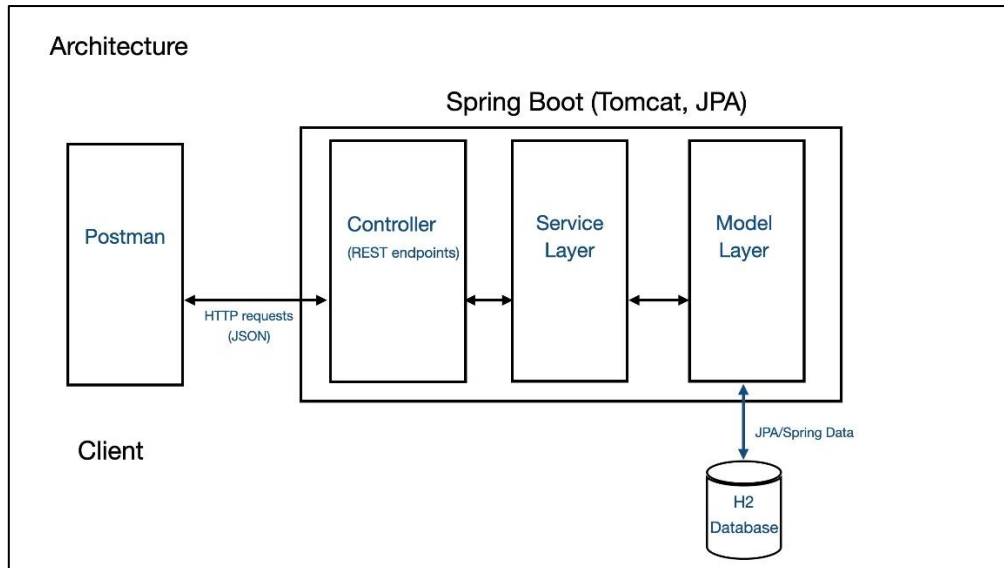 Architecture
Spring Boot (Tomcat, JPA)
Postman
Controller
(REST endpoints)
Service
Layer
Model
Layer
HTTP requests
(JSON)
Client
JPA/Spring Data
H2
Database